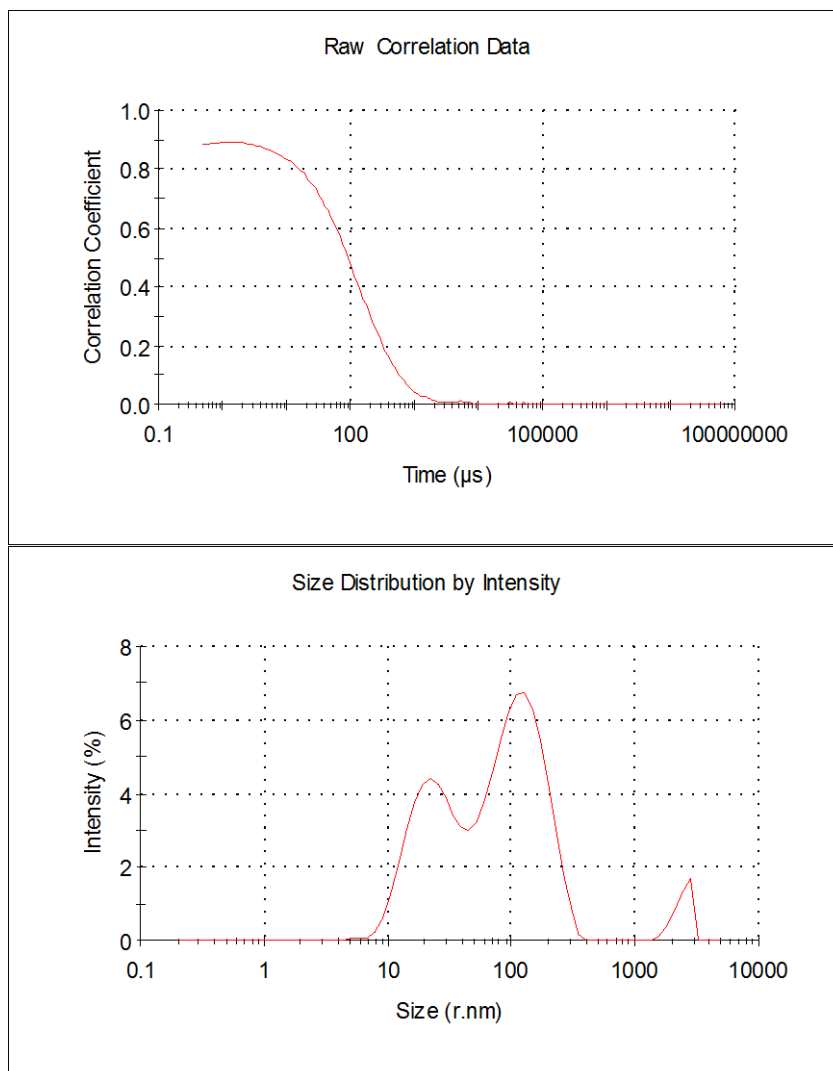 Raw Correlation Data
1.0
0.8
0.6
0.4
0.2
0.0
Correlation Coefficient
0.1 100 100000 100000000
Time (µs)
Size Distribution by Intensity
8
6
4
2
0
Intensity (%)
0.1 1 10 100 1000 10000
Size (r.nm)